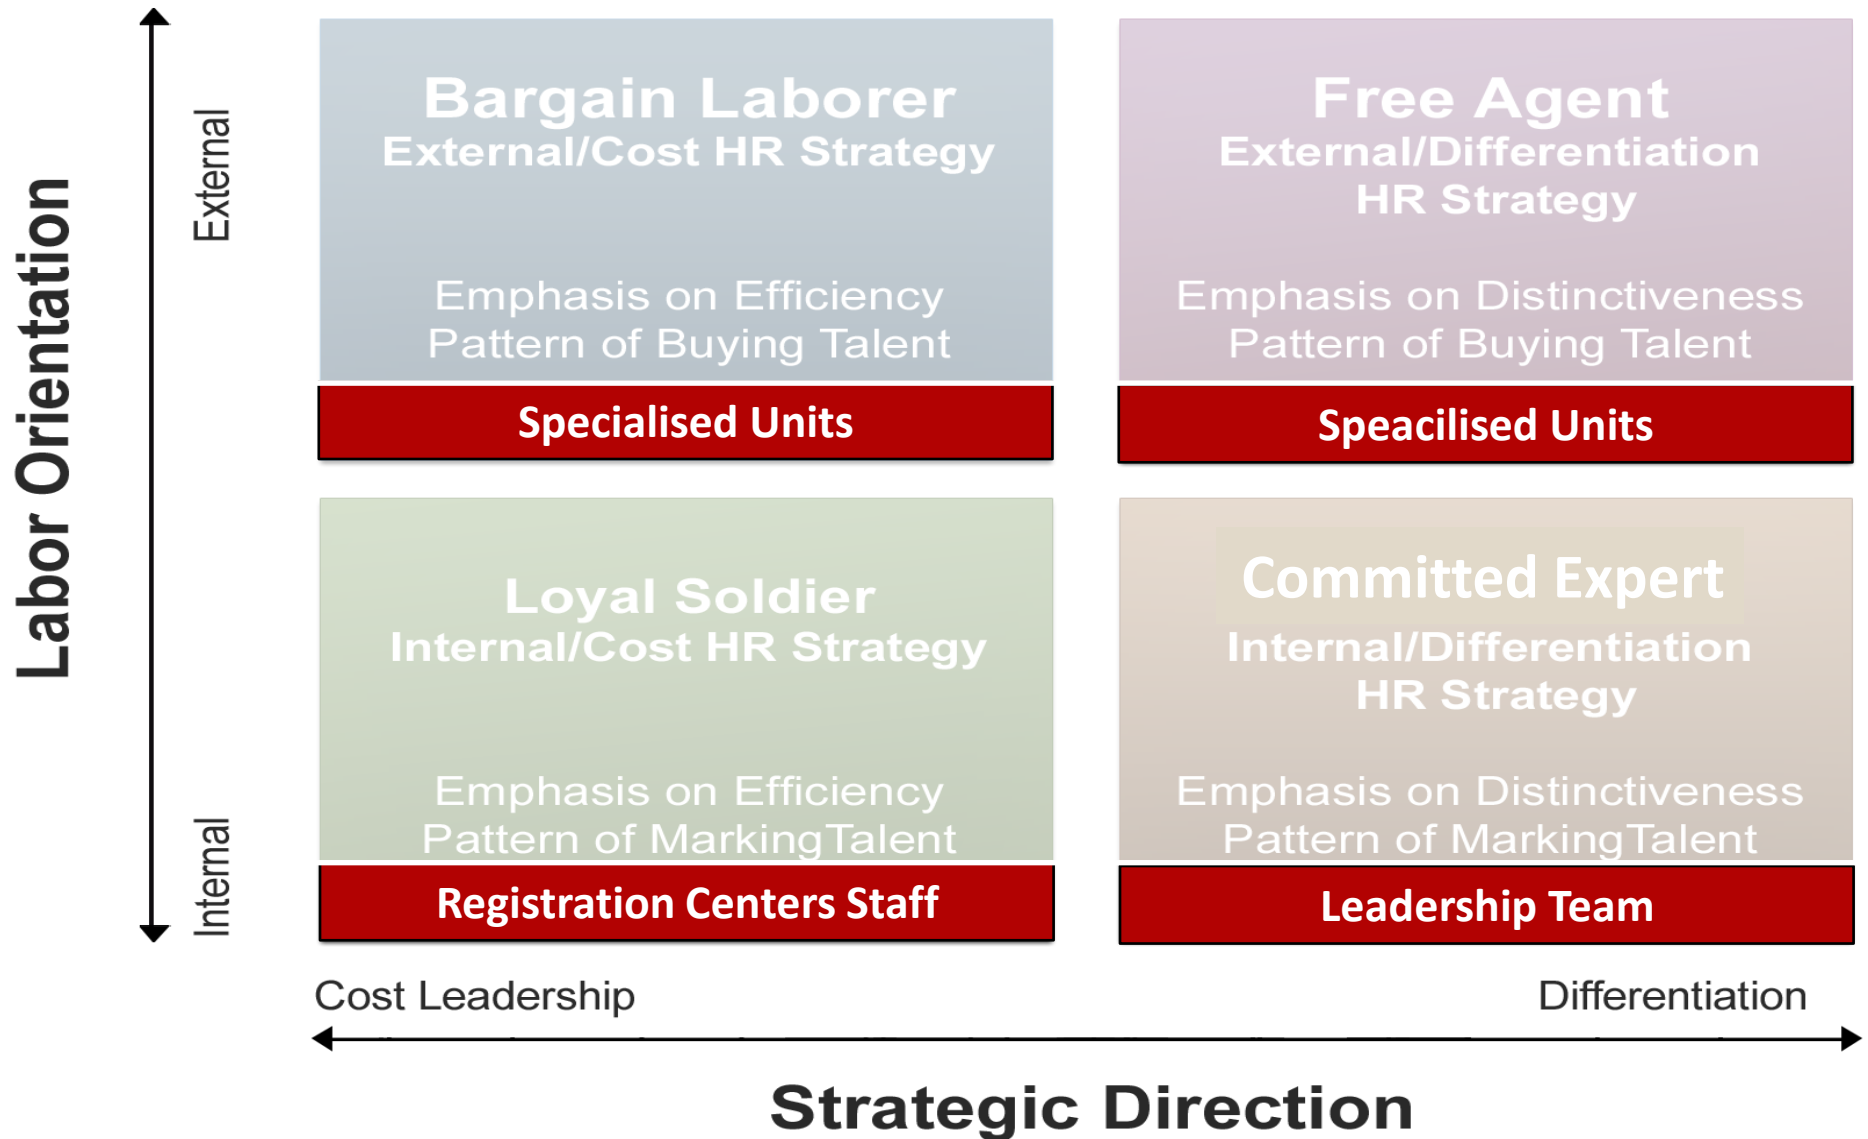 Labor Orientation
External
Internal
Bargain Laborer
External/Cost HR Strategy
Emphasis on Efficiency
Pattern of Buying Talent
Specialised Units
Free Agent
External/Differentiation
HR Strategy
Emphasis on Distinctiveness
Pattern of Buying Talent
Speacilised Units
Loyal Soldier
Internal/Cost HR Strategy
Emphasis on Efficiency
Pattern of MarkingTalent
Registration Centers Staff
Committed Expert
Internal/Differentiation
HR Strategy
Emphasis on Distinctiveness
Pattern of MarkingTalent
Leadership Team
Cost Leadership
Differentiation
Strategic Direction